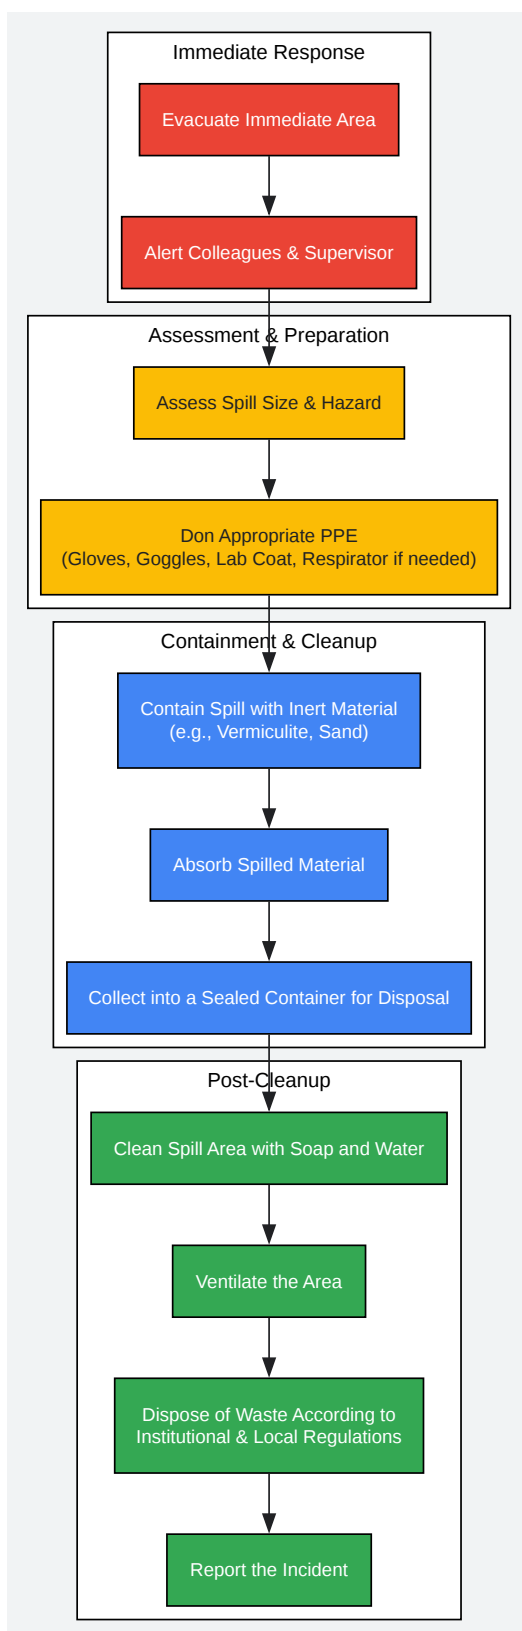 Immediate Response
Evacuate Immediate Area
Alert Colleagues & Supervisor
Assessment & Preparation
Assess Spill Size & Hazard
Don Appropriate PPE
(Gloves, Goggles, Lab Coat, Respirator if needed)
Containment & Cleanup
Contain Spill with Inert Material
(e.g., Vermiculite, Sand)
Absorb Spilled Material
Collect into a Sealed Container for Disposal
Post-Cleanup
Clean Spill Area with Soap and Water
Ventilate the Area
Dispose of Waste According to
Institutional & Local Regulations
Report the Incident